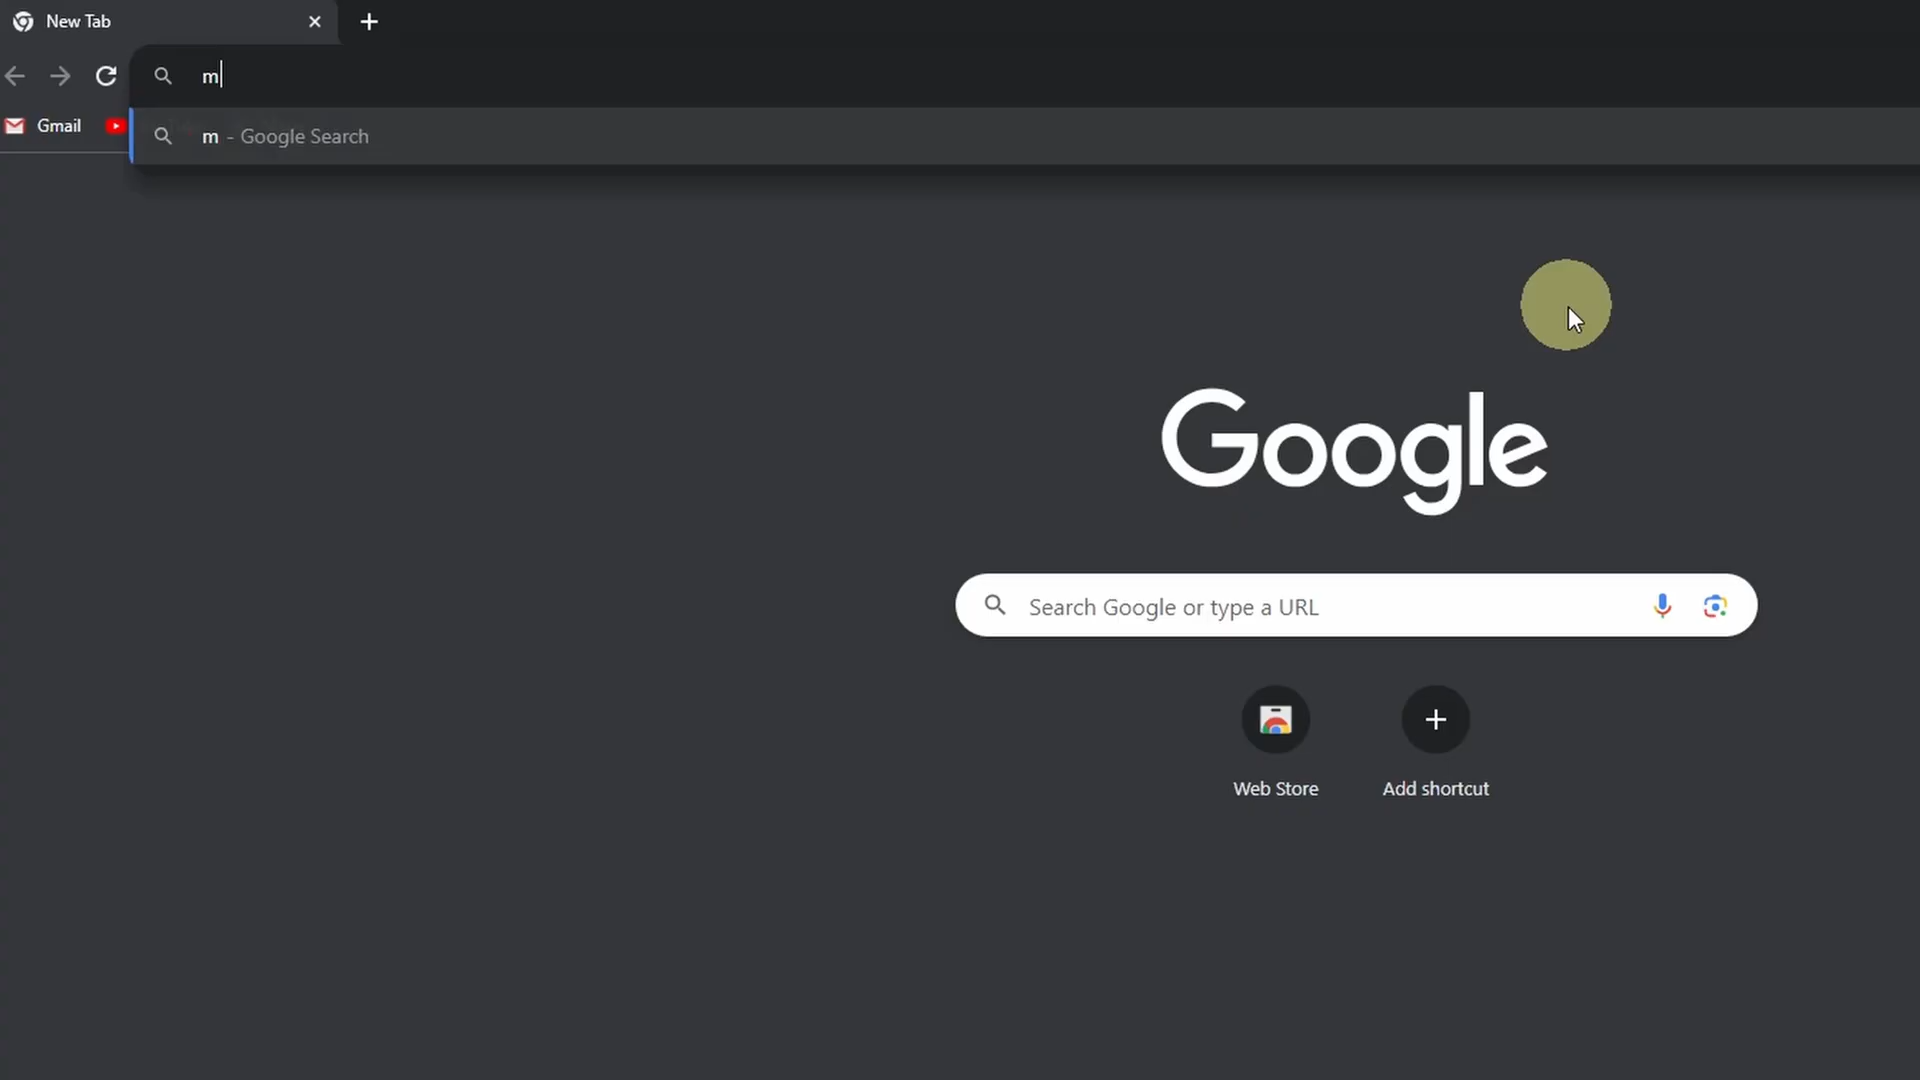 New Tab
m
Gmail
m - Google Search
Google
Search Google or type a URL
Web Store
Add shortcut